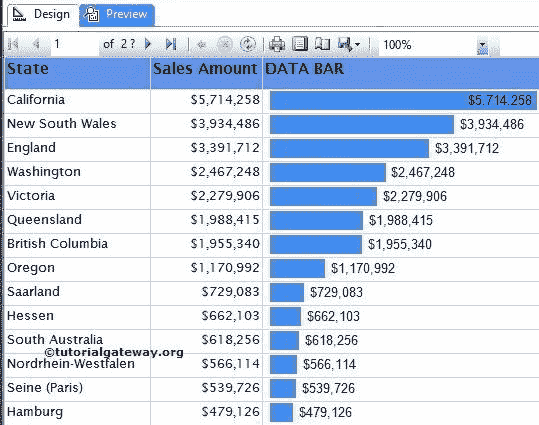 Design Preview
1 of 2 ? 100%
State Sales Amount DATA BAR
California $5,714,258 $5,714,258
New South Wales $3,934,486 $3,934,486
England $3,391,712 $3,391,712
Washington $2,467,248 $2,467,248
Victoria $2,279,906 $2,279,906
Queensland $1,988,415 $1,988,415
British Columbia $1,955,340 $1,955,340
Oregon $1,170,992 $1,170,992
Saarland $729,083 $729,083
Hessen $662,103 $662,103
South Australia $618,256 $618,256
©tutorialgateway.org
Nordrhein-Westfalen $566,114 $566,114
Seine (Paris) $539,726 $539,726
Hamburg $479,126 $479,126